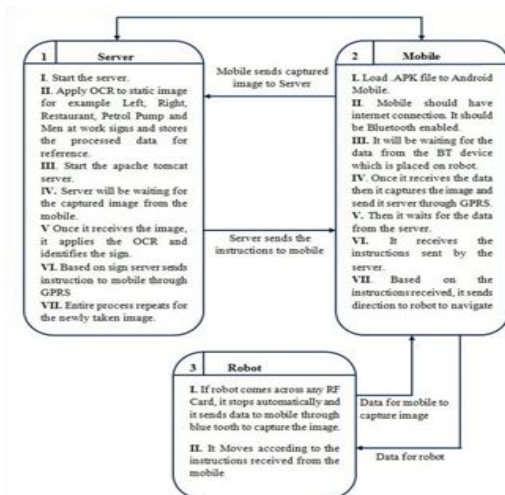 1 Server
I. Start the server.
II. Apply OCR to static image
for example Left, Right,
Restaurant, Petrol Pump and
Men at work signs and stores
the processed data for
reference.
III. Start the apache tomcat
server.
IV. Server will be waiting for
the captured image from the
mobile.
V Once it receives the image,
it applies the OCR and
identifies the sign.
VI. Based on sign server sends
instruction to mobile through
GPRS
VII. Entire process repeats for
the newly taken image.
Mobile sends captured
image to Server
Server sends the
instructions to mobile
2 Mobile
I. Load .APK file to Android
Mobile.
II. Mobile should have
internet connection. It should
be Bluetooth enabled.
III. It will be waiting for the
data from the BT device
which is placed on robot.
IV. Once it receives the data
then it captures the image and
send it server through GPRS.
V. Then it waits for the data
from the server.
VI. It receives the
instructions sent by the
server.
VII. Based on the
instructions received, it sends
direction to robot to navigate
3 Robot
I. If robot comes across any RF
Card, it stops automatically and
it sends data to mobile through
blue tooth to capture the image.
II. It Moves according to the
instructions received from the
mobile
Data for mobile to
capture image
Data for robot